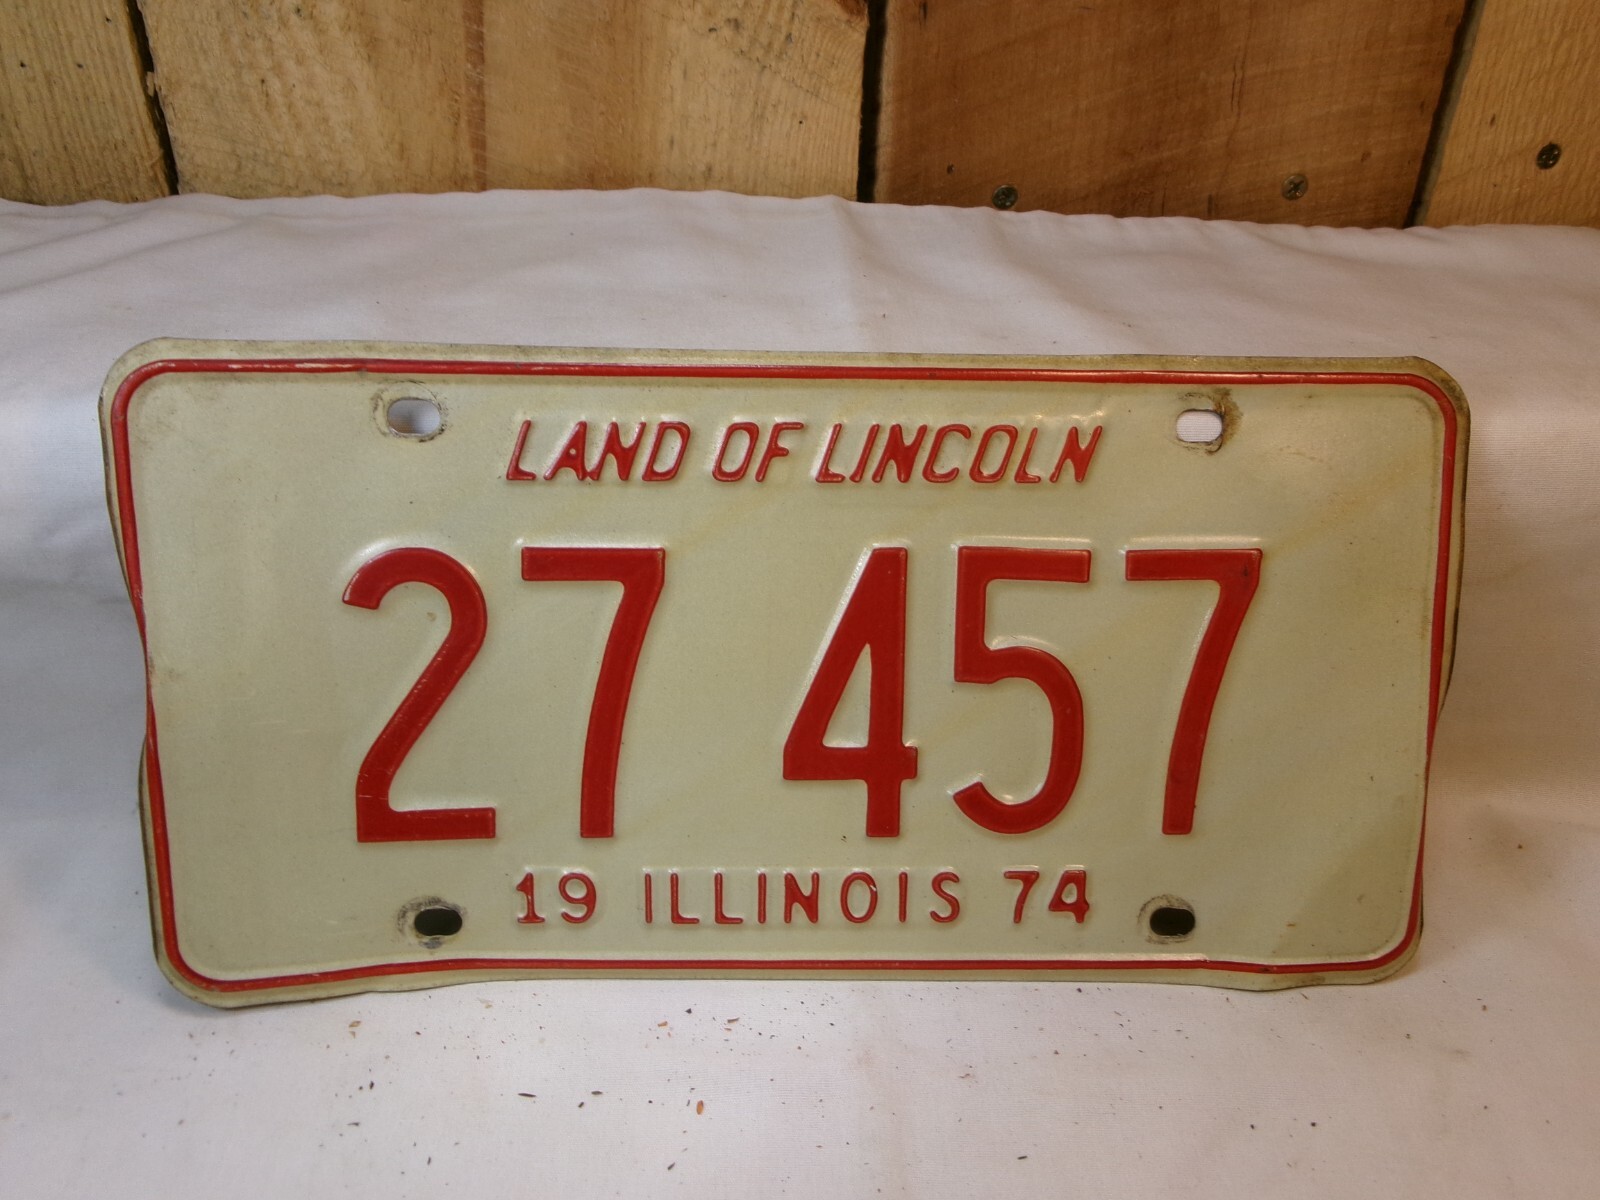 LAND OF LINCOLN
27 457
19 ILLINOIS 74